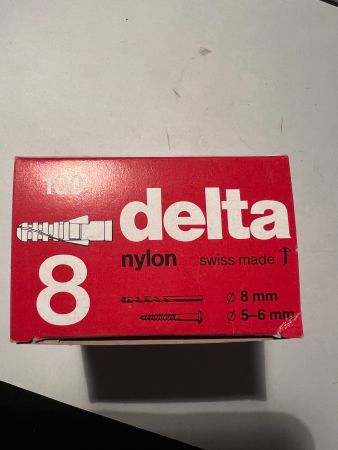 100
delta
8
nylon swiss made
ø 8 mm
ø 5–6 mm